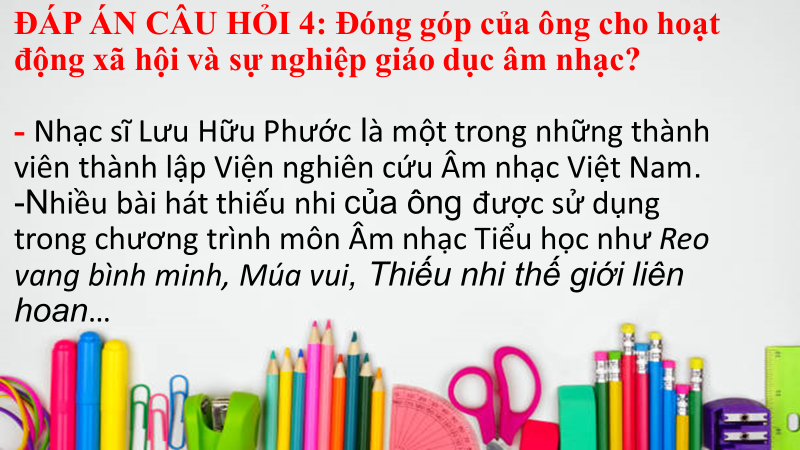 ĐÁP ÁN CÂU HỎI 4: Đóng góp của ông cho hoạt
động xã hội và sự nghiệp giáo dục âm nhạc?
- Nhạc sĩ Lưu Hữu Phước là một trong những thành
viên thành lập Viện nghiên cứu Âm nhạc Việt Nam.
-Nhiều bài hát thiếu nhi của ông được sử dụng
trong chương trình môn Âm nhạc Tiểu học như Reo
vang bình minh, Múa vui, Thiếu nhi thế giới liên
hoan...